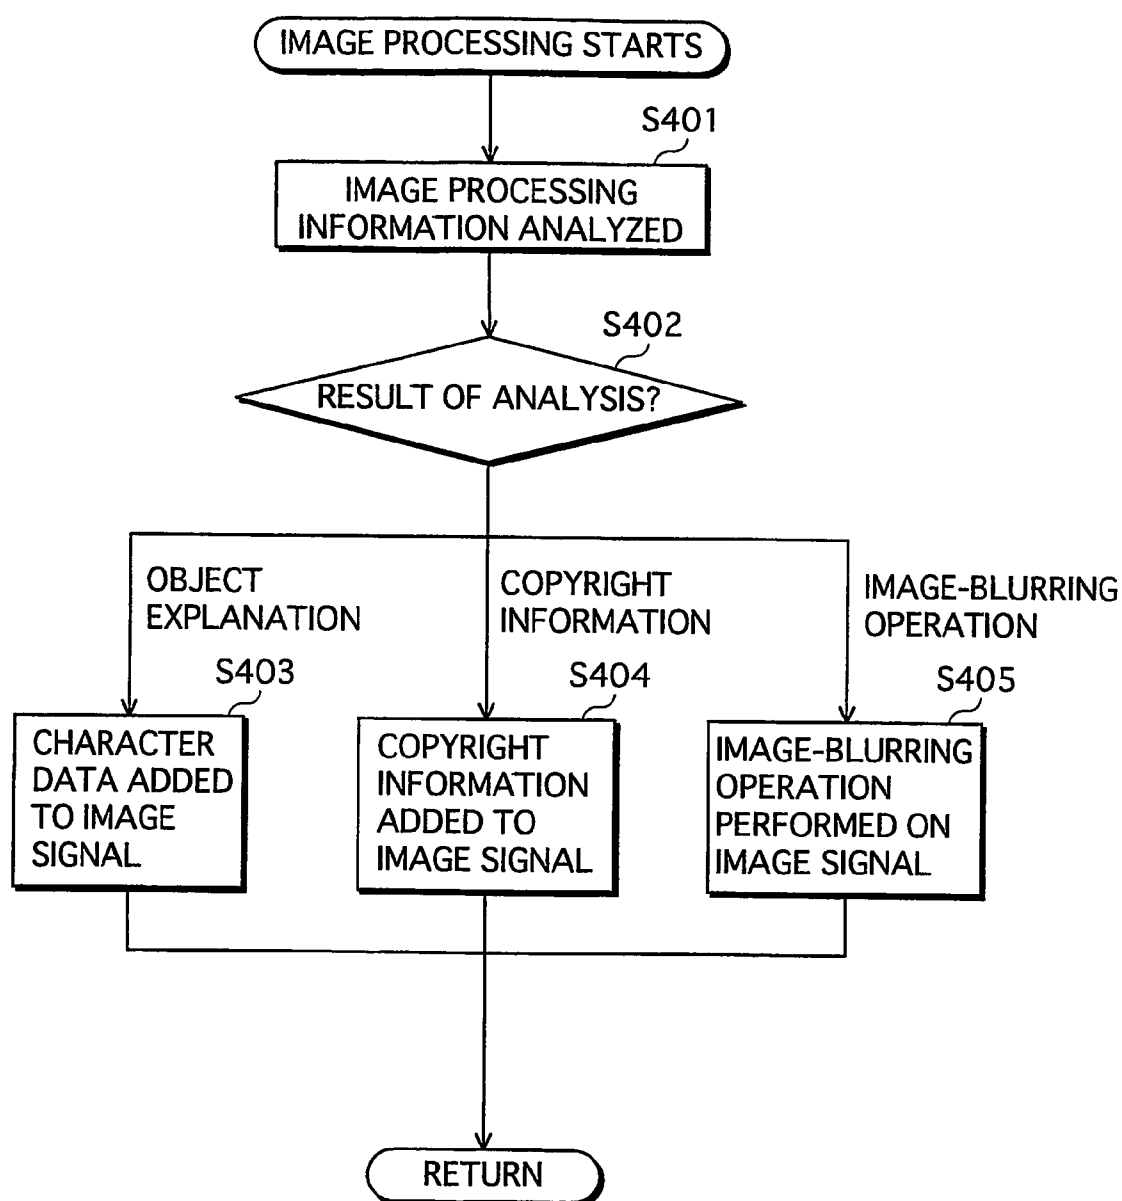 IMAGE PROCESSING STARTS
S401
IMAGE PROCESSING
INFORMATION ANALYZED
S402
RESULT OF ANALYSIS?
OBJECT
EXPLANATION
COPYRIGHT
INFORMATION
IMAGE-BLURRING
OPERATION
S403
CHARACTER
DATA ADDED
TO IMAGE
SIGNAL
S404
COPYRIGHT
INFORMATION
ADDED TO
IMAGE SIGNAL
S405
IMAGE-BLURRING
OPERATION
PERFORMED ON
IMAGE SIGNAL
RETURN